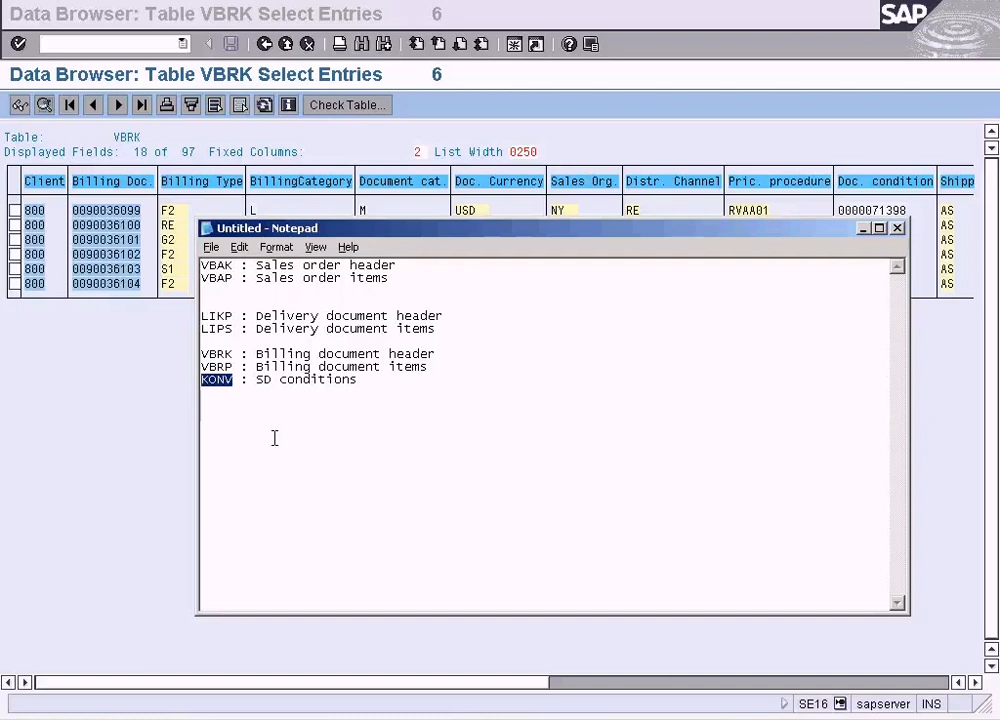 Data Browser: Table VBRK Select Entries 6
SAP
Data Browser: Table VBRK Select Entries 6
Check Table...
Table: VBRK
Displayed Fields: 18 of 97 Fixed Columns: 2 List Width 0250
Client Billing Doc. Billing Type BillingCategory Document cat. Doc. Currency Sales Org. Distr. Channel Pric. procedure Doc. condition Shipp
800 0090036099 F2 L M USD NY RE RVAA01 0000071398 AS
800 0090036100 RE AS
800 0090036101 G2 AS
800 0090036102 F2 AS
800 0090036103 S1 AS
800 0090036104 F2 AS
Untitled - Notepad
File Edit Format View Help
VBAK : Sales order header
VBAP : Sales order items
LIKP : Delivery document header
LIPS : Delivery document items
VBRK : Billing document header
VBRP : Billing document items
KONV : SD conditions
SE16 sapserver INS